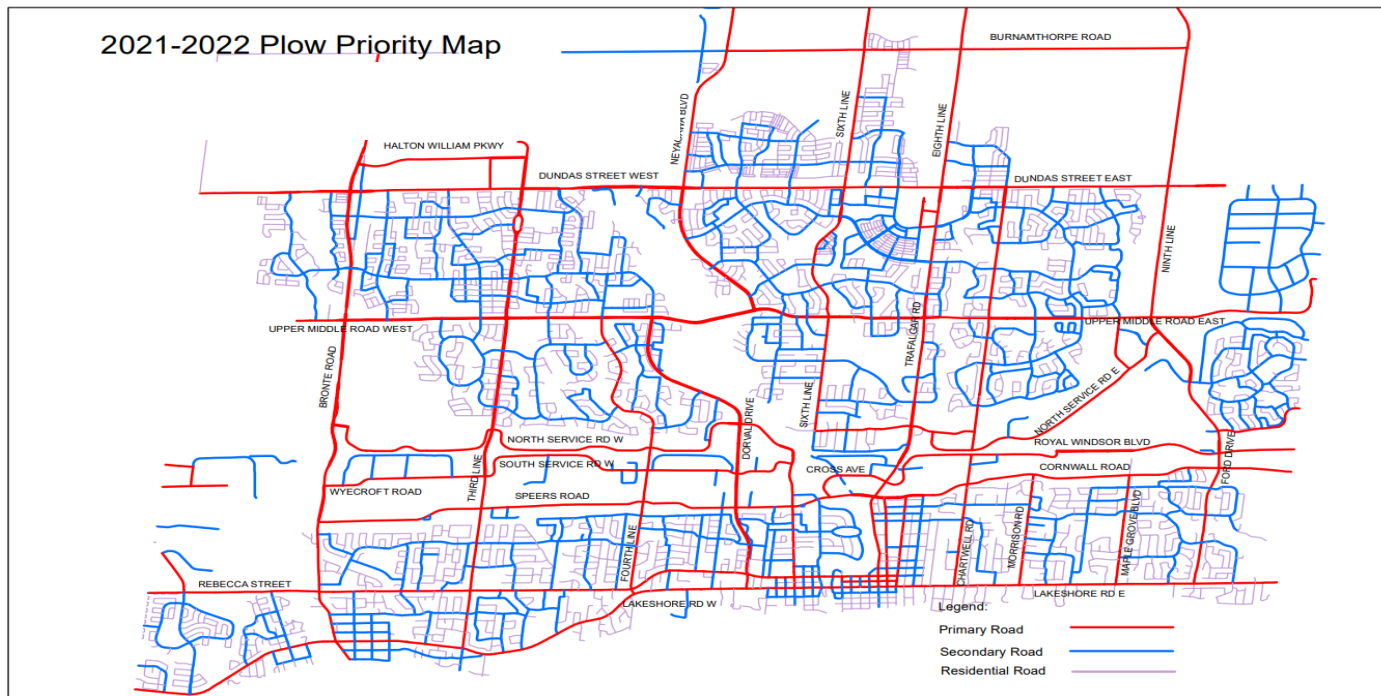 2021-2022 Plow Priority Map
BURNAMTHORPE ROAD
NEYAGAWA BLVD
SIXTH LINE
EIGHTH LINE
HALTON WILLIAM PKWY
DUNDAS STREET WEST
DUNDAS STREET EAST
NINTH LINE
UPPER MIDDLE ROAD WEST
UPPER MIDDLE ROAD EAST
TRAFALGAR RD
BRONTE ROAD
SIXTH LINE
DORVAL DRIVE
NORTH SERVICE RD E
NORTH SERVICE RD W
ROYAL WINDSOR BLVD
SOUTH SERVICE RD W
CROSS AVE
CORNWALL ROAD
FORD DRIVE
THIRD LINE
WYECROFT ROAD
SPEERS ROAD
FOURTH LINE
CHARTWELL RD
MORRISON RD
MAPLE GROVE BLVD
REBECCA STREET
LAKESHORE RD W
LAKESHORE RD E
Legend:
Primary Road
Secondary Road
Residential Road